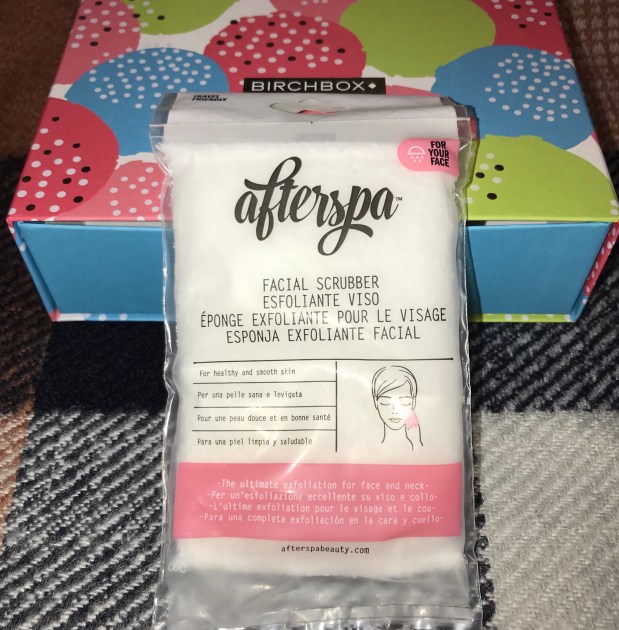 BIRCHBOX
TRAVEL
FRIENDLY
FOR
YOUR
FACE
afterspa™
FACIAL SCRUBBER
ESFOLIANTE VISO
ÉPONGE EXFOLIANTE POUR LE VISAGE
ESPONJA EXFOLIANTE FACIAL
For healthy and smooth skin
Per una pelle sana e levigata
Pour une peau douce et en bonne santé
Para una piel limpia y saludable
-The ultimate exfoliation for face and neck-
-Per un'esfoliazione eccellente su viso e collo-
-L'ultime exfoliation pour le visage et le cou-
-Para una completa exfoliación en la cara y cuello-
afterspabeauty.com